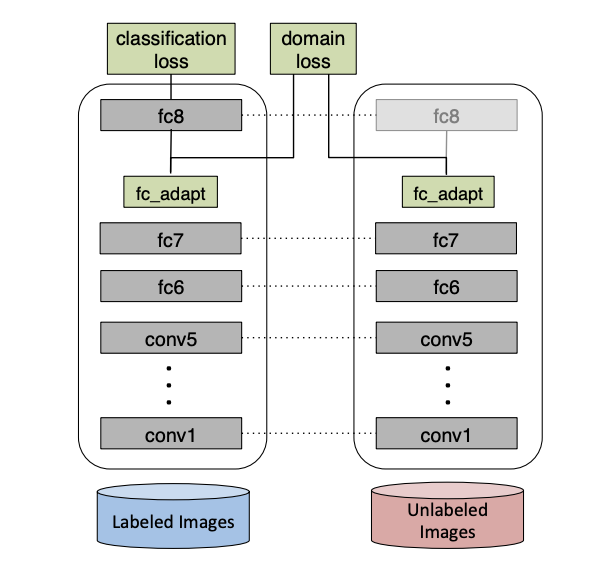 classification
loss
domain
loss
fc8
fc8
fc_adapt
fc_adapt
fc7
fc7
fc6
fc6
conv5
conv5
conv1
conv1
Labeled Images
Unlabeled
Images